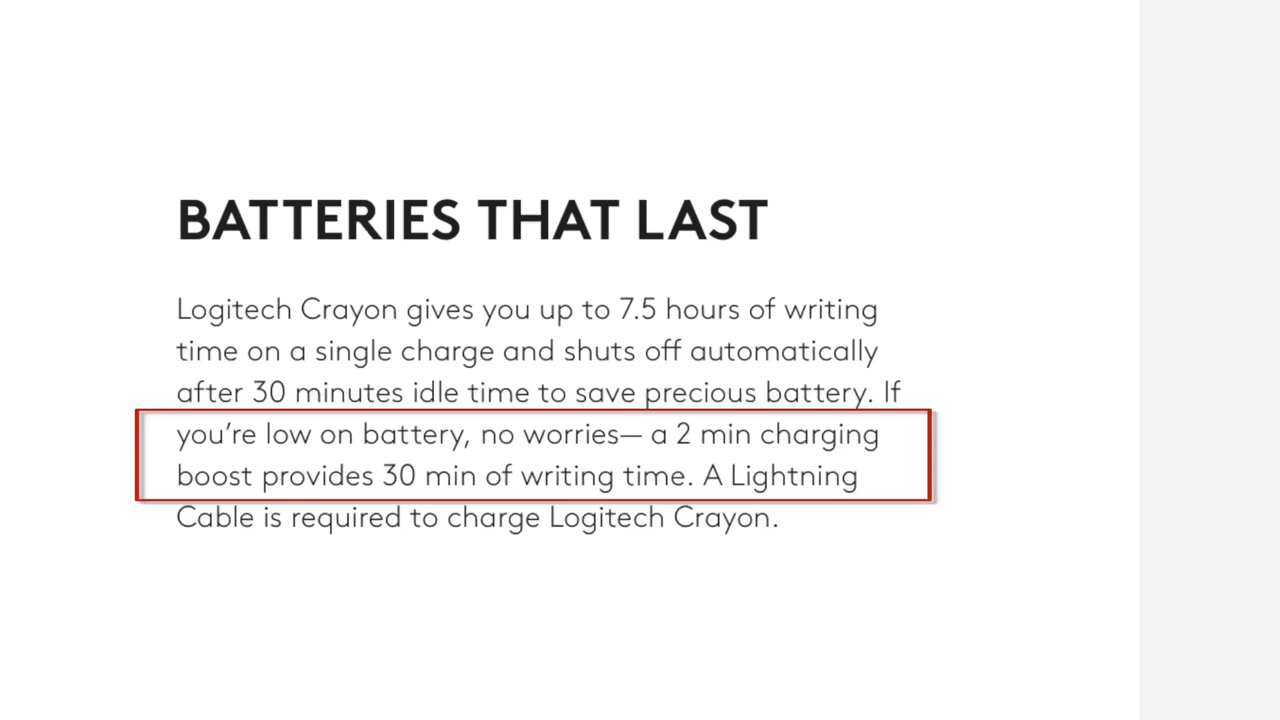 BATTERIES THAT LAST
Logitech Crayon gives you up to 7.5 hours of writing
time on a single charge and shuts off automatically
after 30 minutes idle time to save precious battery. If
you’re low on battery, no worries— a 2 min charging
boost provides 30 min of writing time. A Lightning
Cable is required to charge Logitech Crayon.